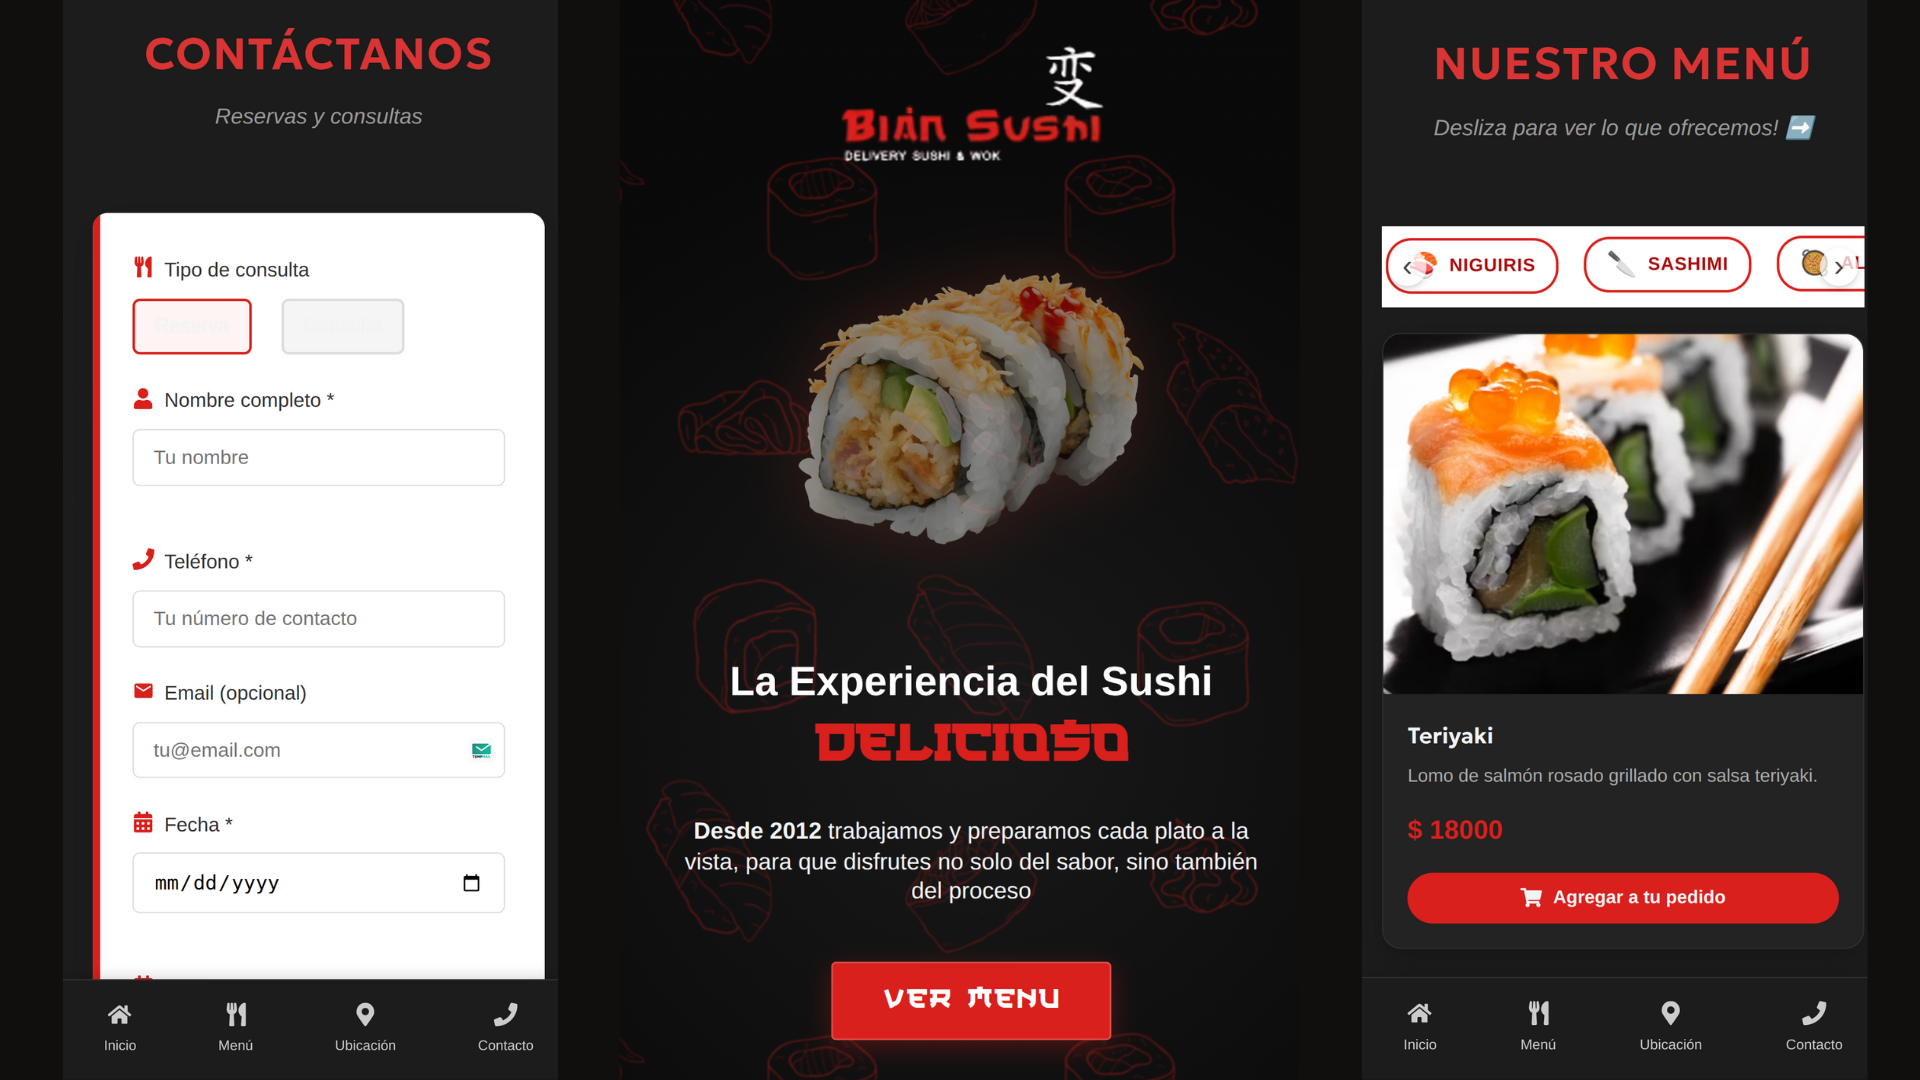 CONTÁCTANOS
Reservas y consultas
Tipo de consulta
Reserva
Nombre completo *
Tu nombre
Teléfono *
Tu número de contacto
Email (opcional)
tu@email.com
Fecha *
mm/dd/yyyy
Inicio
Menú
Ubicación
Contacto
变
Bián Sushi
DELIVERY SUSHI & WOK
La Experiencia del Sushi
DELICIOSO
Desde 2012 trabajamos y preparamos cada plato a la
vista, para que disfrutes no solo del sabor, sino también
del proceso
VER MENU
NUESTRO MENÚ
Desliza para ver lo que ofrecemos! ➡️
NIGUIRIS
SASHIMI
AL
Teriyaki
Lomo de salmón rosado grillado con salsa teriyaki.
$ 18000
Agregar a tu pedido
Inicio
Menú
Ubicación
Contacto